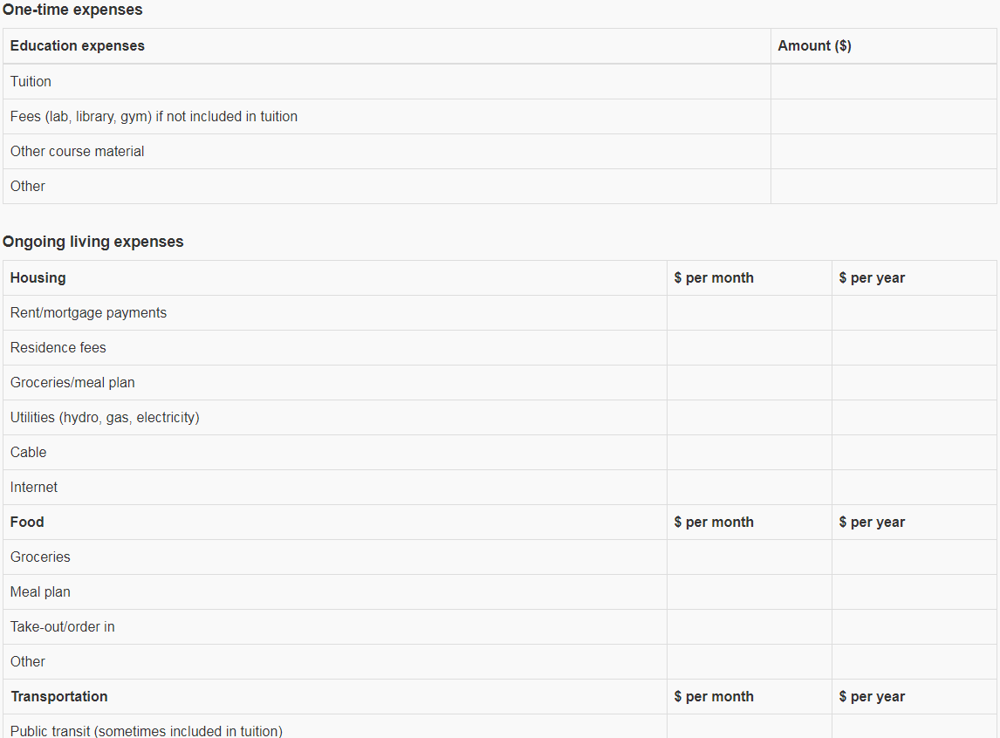 One-time expenses
Education expenses Amount ($)
Tuition
Fees (lab, library, gym) if not included in tuition
Other course material
Other
Ongoing living expenses
Housing $ per month $ per year
Rent/mortgage payments
Residence fees
Groceries/meal plan
Utilities (hydro, gas, electricity)
Cable
Internet
Food $ per month $ per year
Groceries
Meal plan
Take-out/order in
Other
Transportation $ per month $ per year
Public transit (sometimes included in tuition)